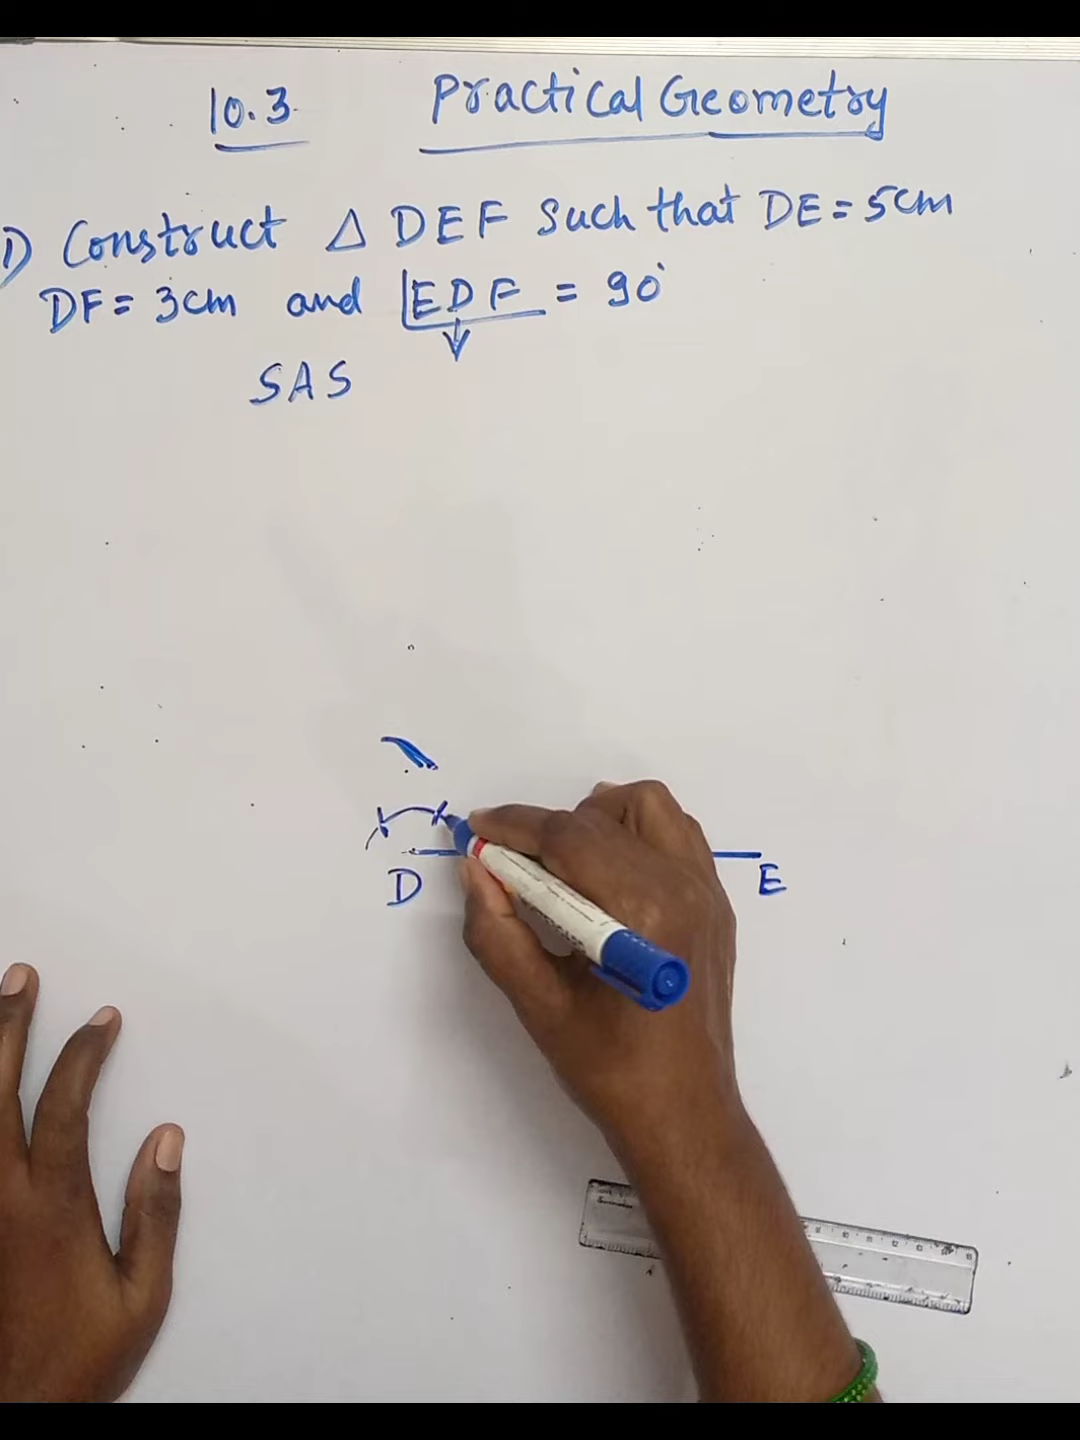 10.3 Practical Geometry
1) Construct Δ DEF such that DE = 5cm
DF = 3cm and ∠EDF = 90°
SAS
D E